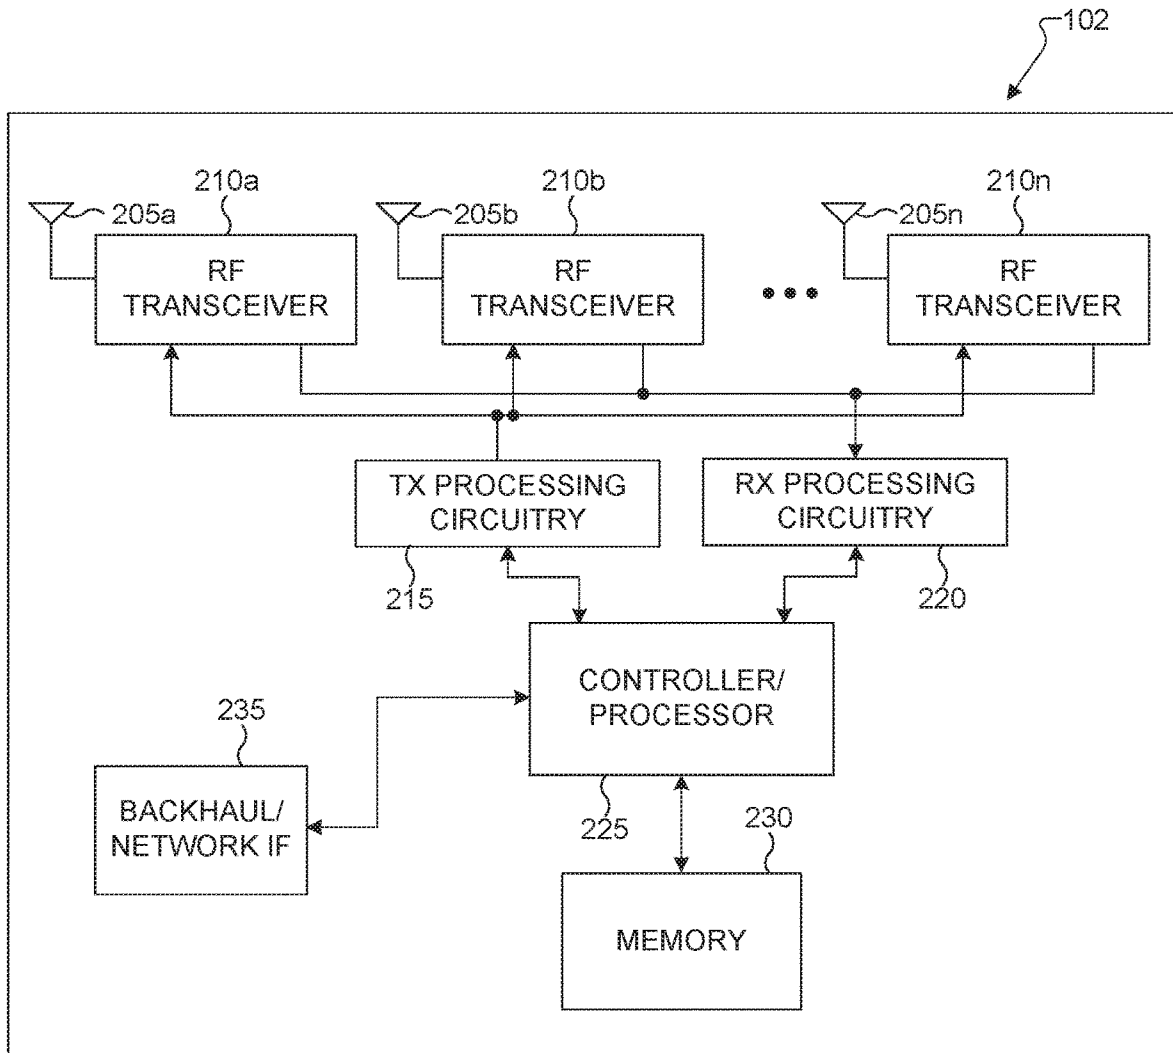 102
210a
210b
210n
205a
205b
205n
RF
TRANSCEIVER
RF
TRANSCEIVER
RF
TRANSCEIVER
TX PROCESSING
CIRCUITRY
RX PROCESSING
CIRCUITRY
215
220
CONTROLLER/
PROCESSOR
235
BACKHAUL/
NETWORK IF
225
230
MEMORY